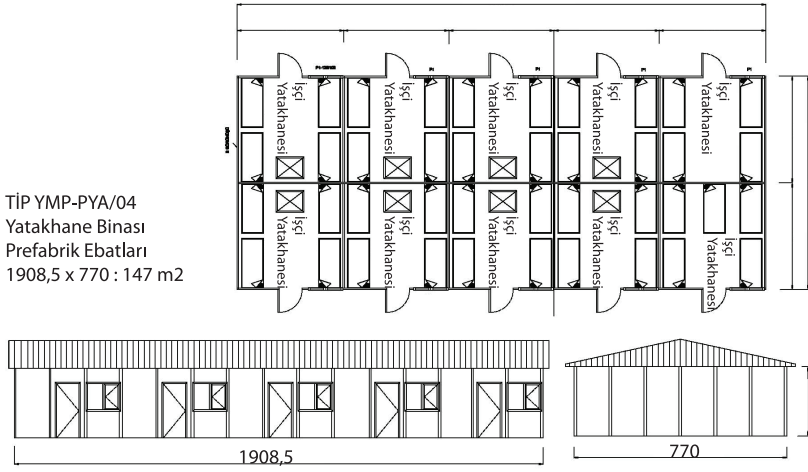 TİP YMP-PYA/04
Yatakhane Binası
Prefabrik Ebatları
1908,5 x 770 : 147 m2
İşçi
Yatakhanesi
İşçi
Yatakhanesi
İşçi
Yatakhanesi
İşçi
Yatakhanesi
İşçi
Yatakhanesi
İşçi
Yatakhanesi
İşçi
Yatakhanesi
İşçi
Yatakhanesi
İşçi
Yatakhanesi
İşçi
Yatakhanesi
1908,5
770